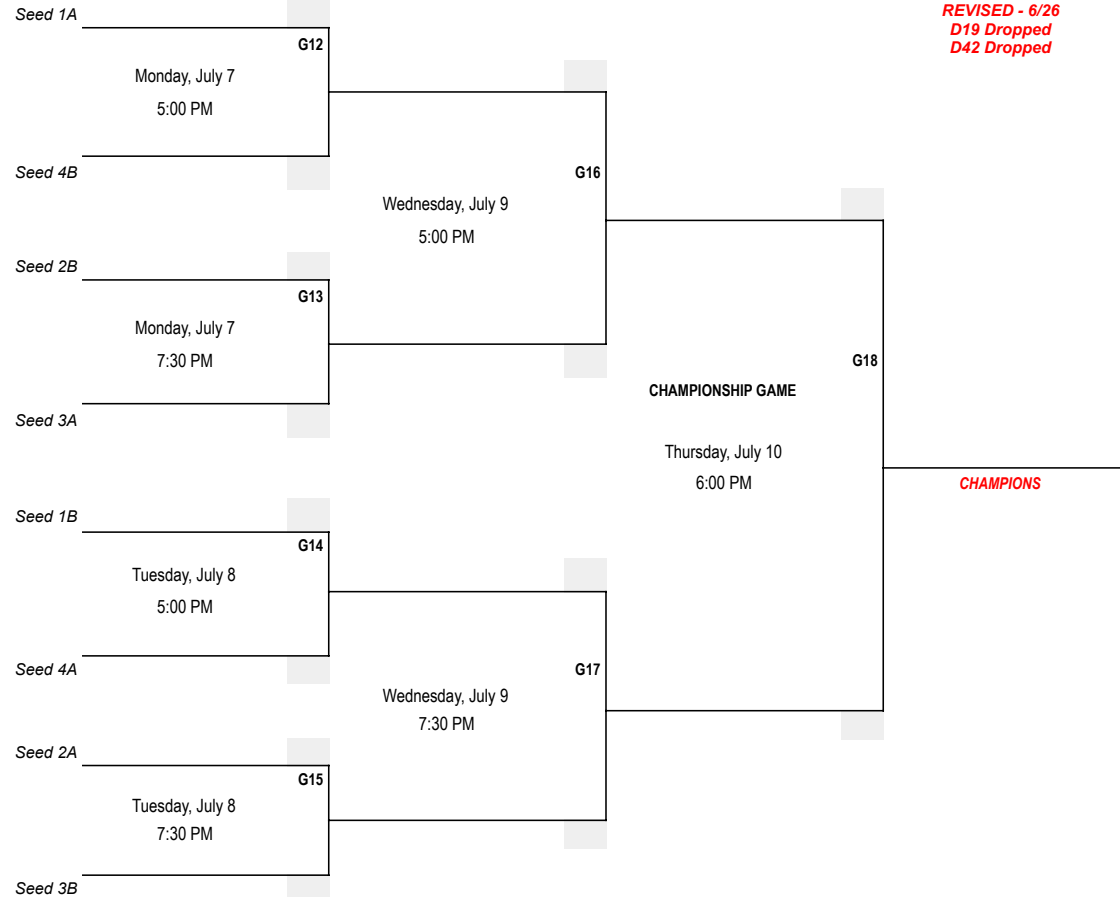 Seed 1A
REVISED - 6/26
D19 Dropped
D42 Dropped
G12
Monday, July 7
5:00 PM
Seed 4B
G16
Wednesday, July 9
5:00 PM
Seed 2B
G13
Monday, July 7
7:30 PM
Seed 3A
G18
CHAMPIONSHIP GAME
Thursday, July 10
6:00 PM
CHAMPIONS
Seed 1B
G14
Tuesday, July 8
5:00 PM
Seed 4A
G17
Wednesday, July 9
7:30 PM
Seed 2A
G15
Tuesday, July 8
7:30 PM
Seed 3B